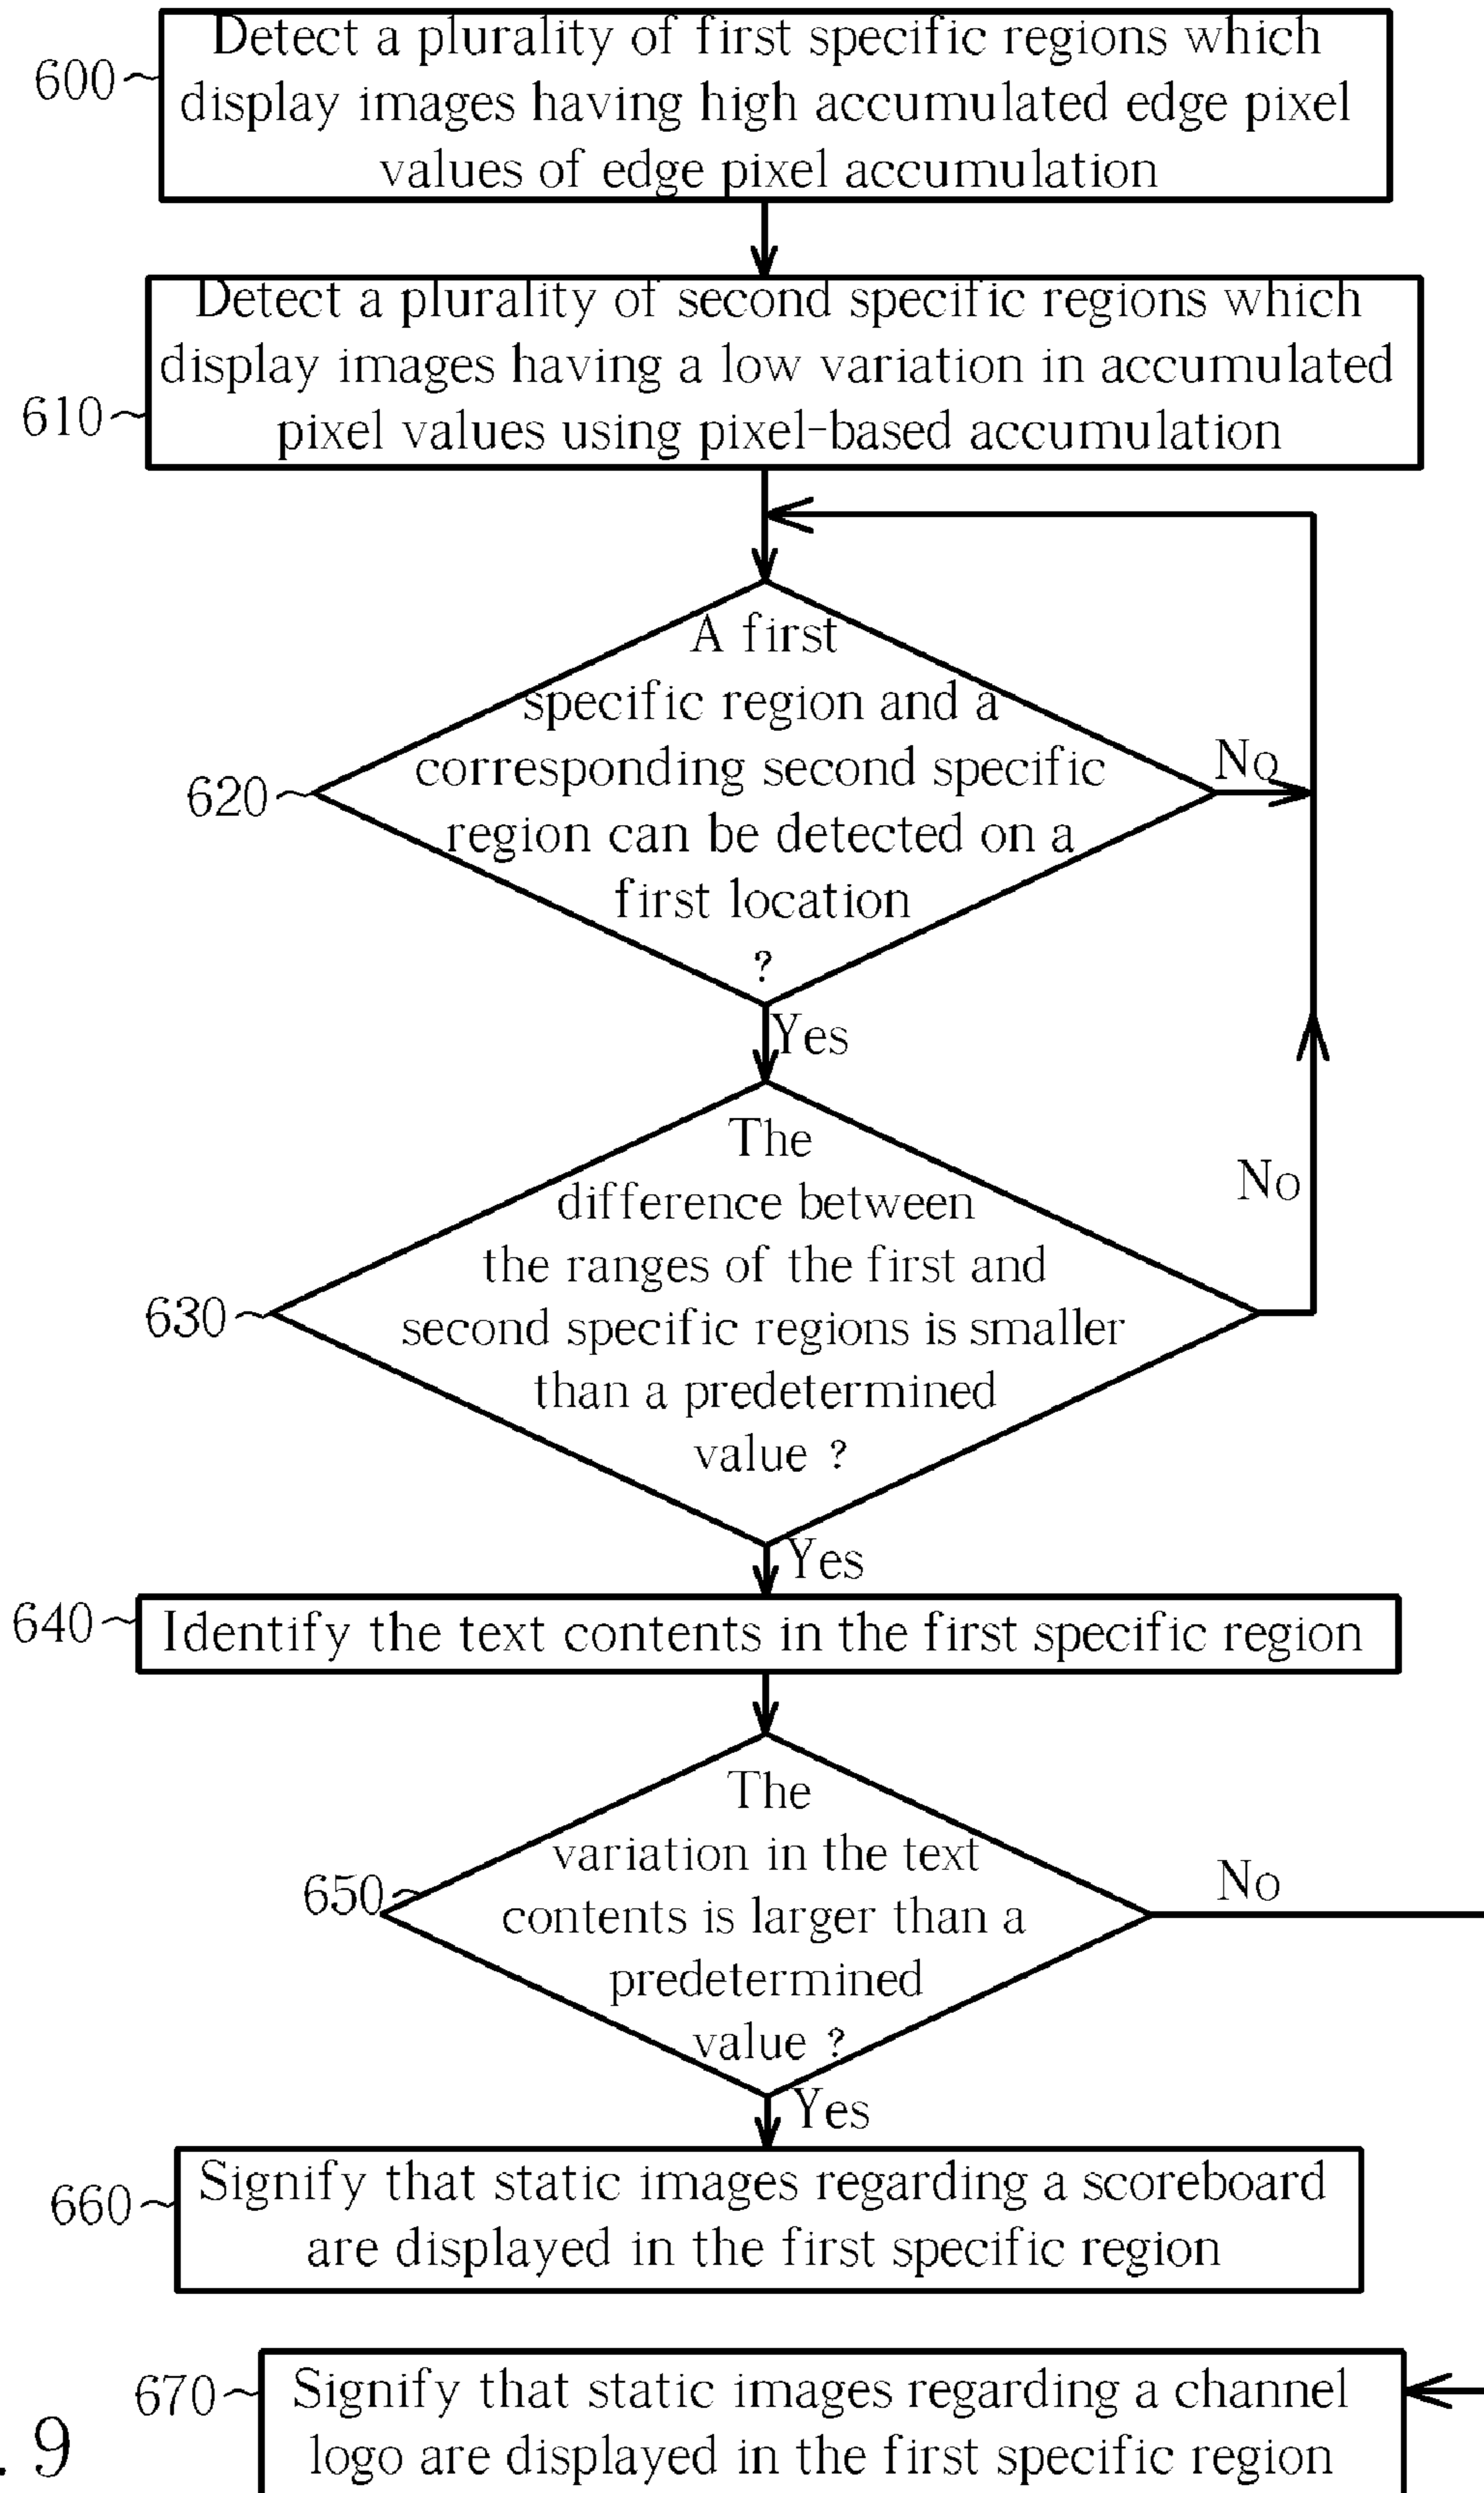 Detect a plurality of first specific regions which
600
display images having high accumulated edge pixel
values of edge pixel accumulation
Detect a plurality of second specific regions which
display images having a low variation in accumulated
610
pixel values using pixel-based accumulation
A first
specific region and a
corresponding second specific
No
620
region can be detected on a
first location
?
Yes
The
difference between
No
the ranges of the first and
630
second specific regions is smaller
than a predetermined
value ?
Yes
640
Identify the text contents in the first specific region
The
variation in the text
No
650
contents is larger than a
predetermined
value ?
Yes
Signify that static images regarding a scoreboard
660
are displayed in the first specific region
670
Signify that static images regarding a channel
logo are displayed in the first specific region
. 9